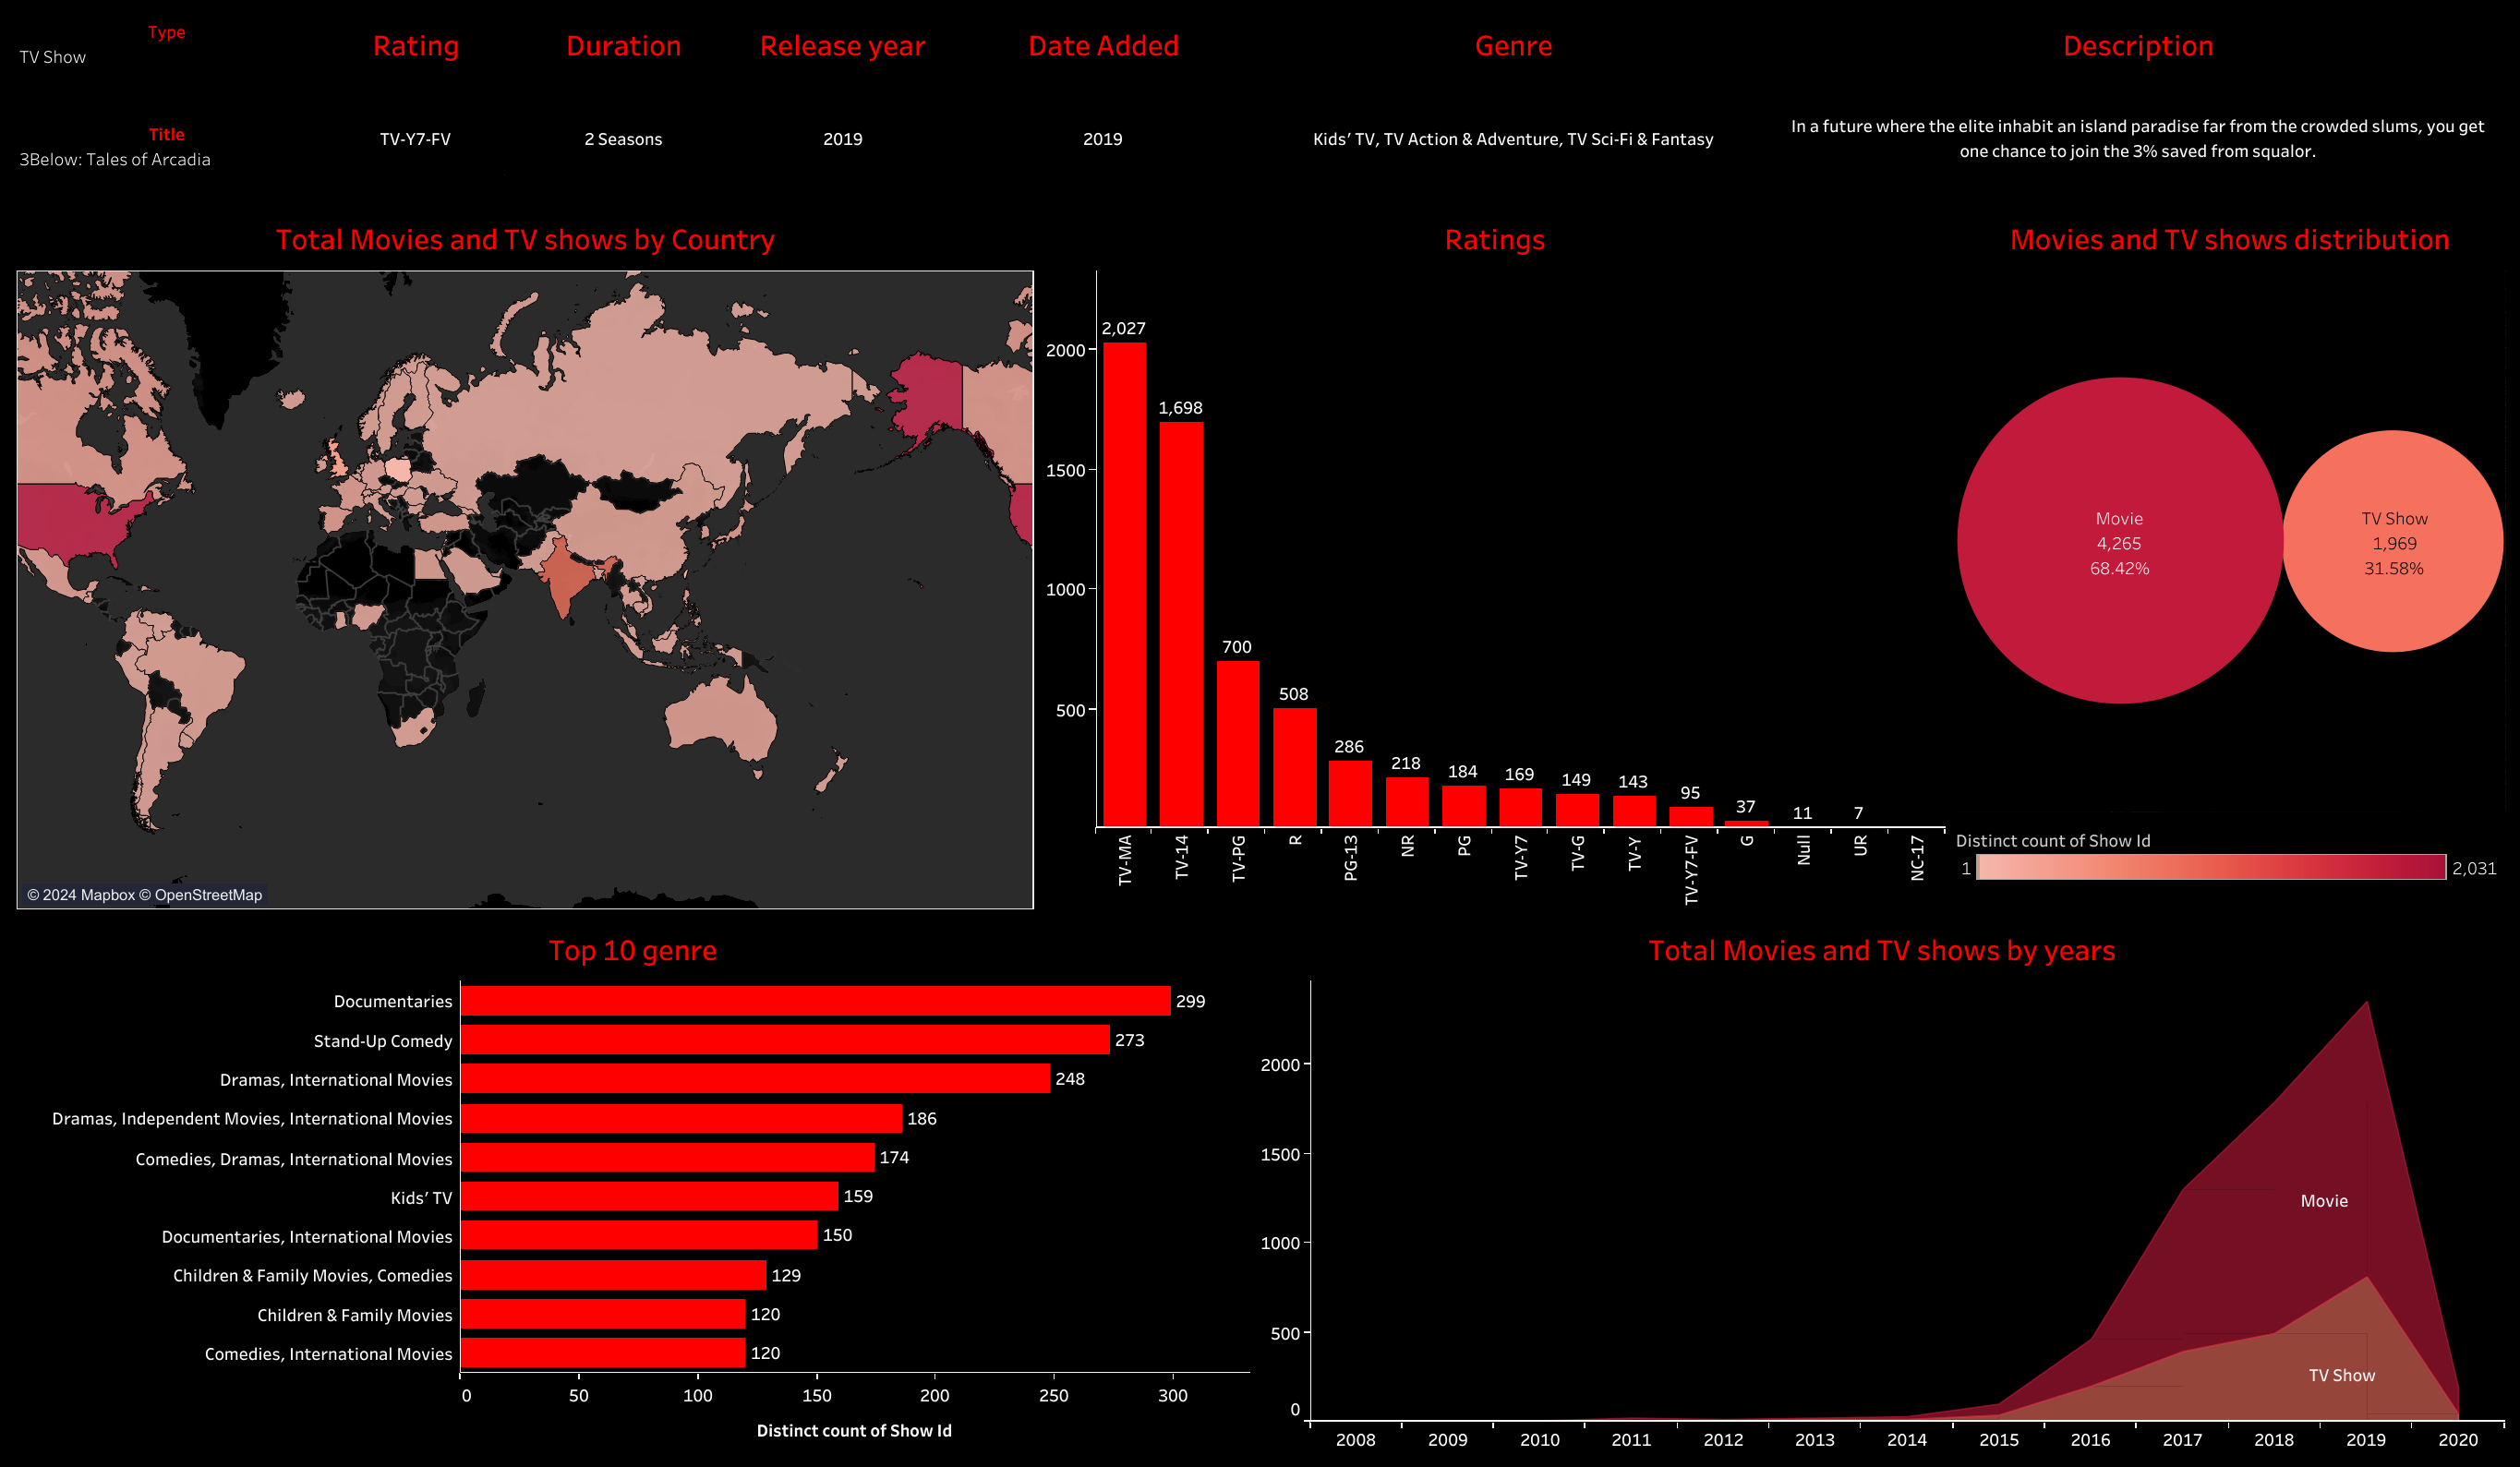 Type
TV Show
Rating
Duration
Release year
Date Added
Genre
Description
Title
3Below: Tales of Arcadia
TV-Y7-FV
2 Seasons
2019
2019
Kids’ TV, TV Action & Adventure, TV Sci-Fi & Fantasy
In a future where the elite inhabit an island paradise far from the crowded slums, you get
one chance to join the 3% saved from squalor.
Total Movies and TV shows by Country
© 2024 Mapbox © OpenStreetMap
Ratings
2000
1500
1000
500
2,027
1,698
700
508
286
218
184
169
149
143
95
37
11
7
TV-MA
TV-14
TV-PG
R
PG-13
NR
PG
TV-Y7
TV-G
TV-Y
TV-Y7-FV
G
Null
UR
NC-17
Movies and TV shows distribution
Movie
4,265
68.42%
TV Show
1,969
31.58%
Distinct count of Show Id
1
2,031
Top 10 genre
Documentaries
299
Stand-Up Comedy
273
Dramas, International Movies
248
Dramas, Independent Movies, International Movies
186
Comedies, Dramas, International Movies
174
Kids’ TV
159
Documentaries, International Movies
150
Children & Family Movies, Comedies
129
Children & Family Movies
120
Comedies, International Movies
120
0
50
100
150
200
250
300
Distinct count of Show Id
Total Movies and TV shows by years
2000
1500
1000
500
0
Movie
TV Show
2008
2009
2010
2011
2012
2013
2014
2015
2016
2017
2018
2019
2020